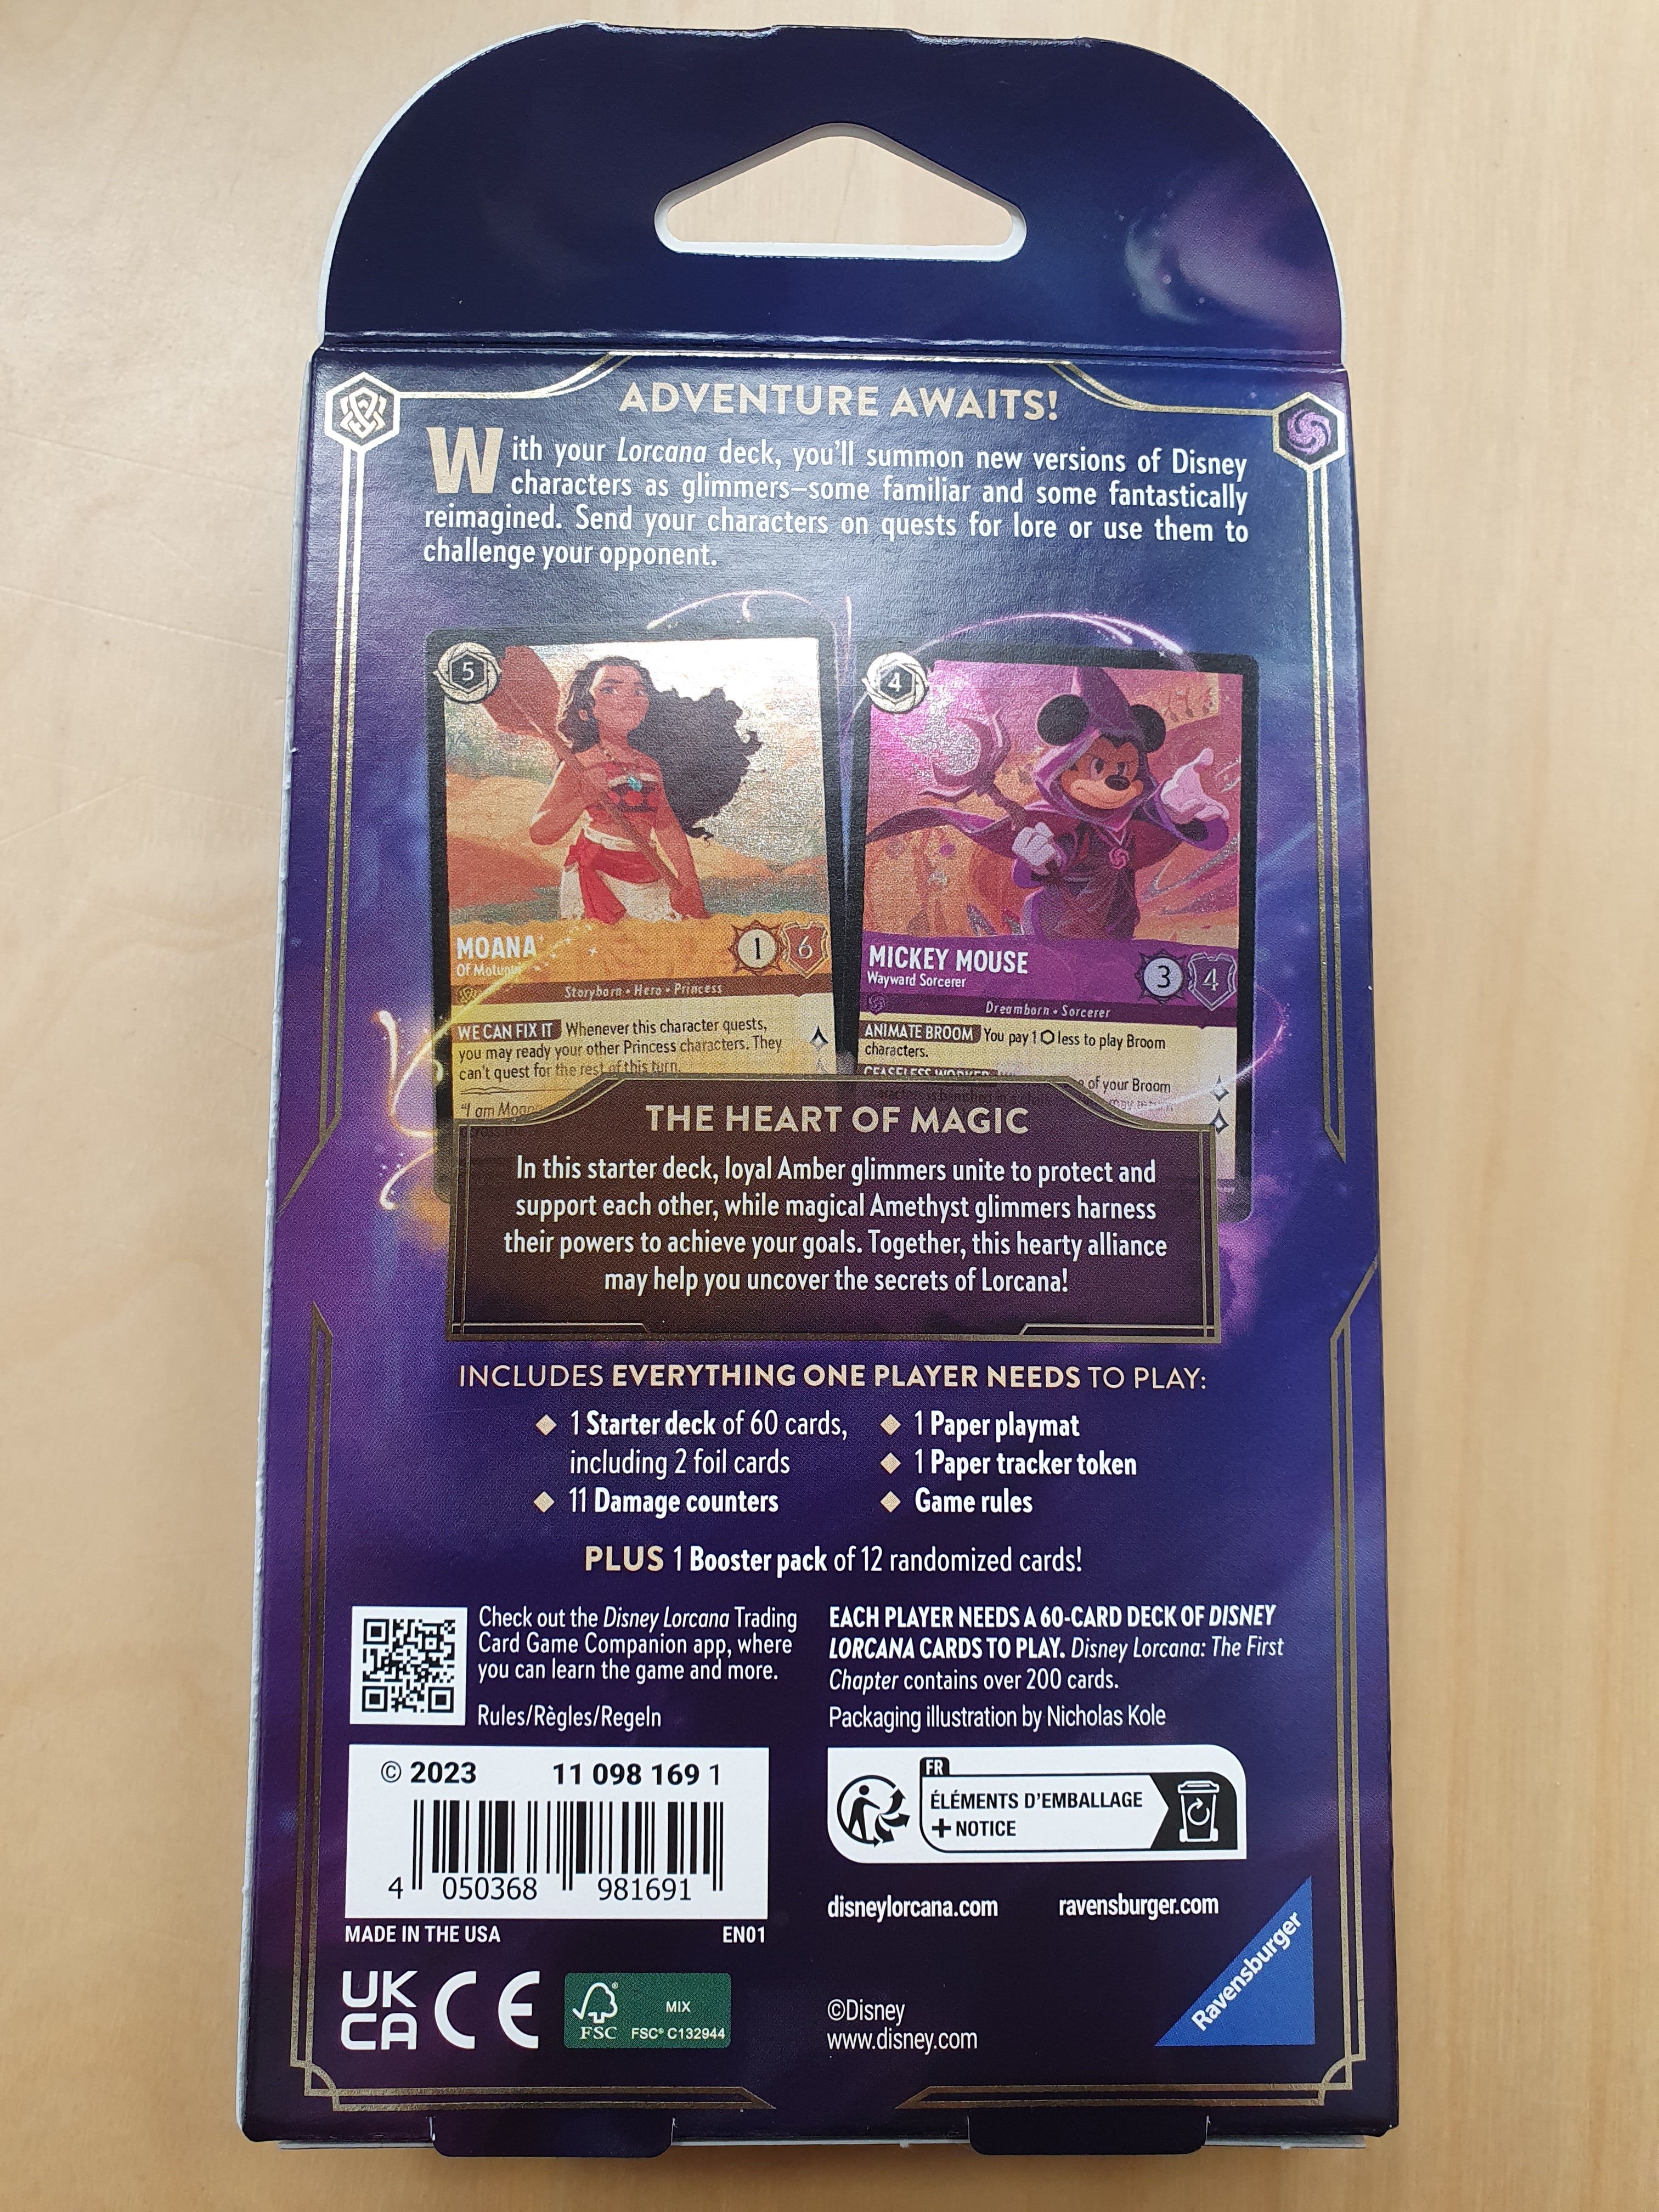 ADVENTURE AWAITS!
With your Lorcana deck, you'll summon new versions of Disney
characters as glimmers—some familiar and some fantastically
reimagined. Send your characters on quests for lore or use them to
challenge your opponent.
5
MOANA
Of Motunui
1 6
Storyborn • Hero • Princess
WE CAN FIX IT Whenever this character quests,
you may ready your other Princess characters. They
can't quest for the rest of this turn.
"I am Moana
4
MICKEY MOUSE
Wayward Sorcerer
3 4
Dreamborn • Sorcerer
ANIMATE BROOM You pay 1 less to play Broom
characters.
CEASELESS WORKER of your Broom
may return
THE HEART OF MAGIC
In this starter deck, loyal Amber glimmers unite to protect and
support each other, while magical Amethyst glimmers harness
their powers to achieve your goals. Together, this hearty alliance
may help you uncover the secrets of Lorcana!
INCLUDES EVERYTHING ONE PLAYER NEEDS TO PLAY:
1 Starter deck of 60 cards,
including 2 foil cards
11 Damage counters
1 Paper playmat
1 Paper tracker token
Game rules
PLUS 1 Booster pack of 12 randomized cards!
Check out the Disney Lorcana Trading
Card Game Companion app, where
you can learn the game and more.
Rules/Règles/Regeln
EACH PLAYER NEEDS A 60-CARD DECK OF DISNEY
LORCANA CARDS TO PLAY. Disney Lorcana: The First
Chapter contains over 200 cards.
Packaging illustration by Nicholas Kole
© 2023 11 098 169 1
4 050368 981691
MADE IN THE USA EN01
FR
ÉLÉMENTS D'EMBALLAGE
+ NOTICE
disneylorcana.com ravensburger.com
UK
CA CE
FSC
MIX
FSC® C132944
©Disney
www.disney.com
Ravensburger